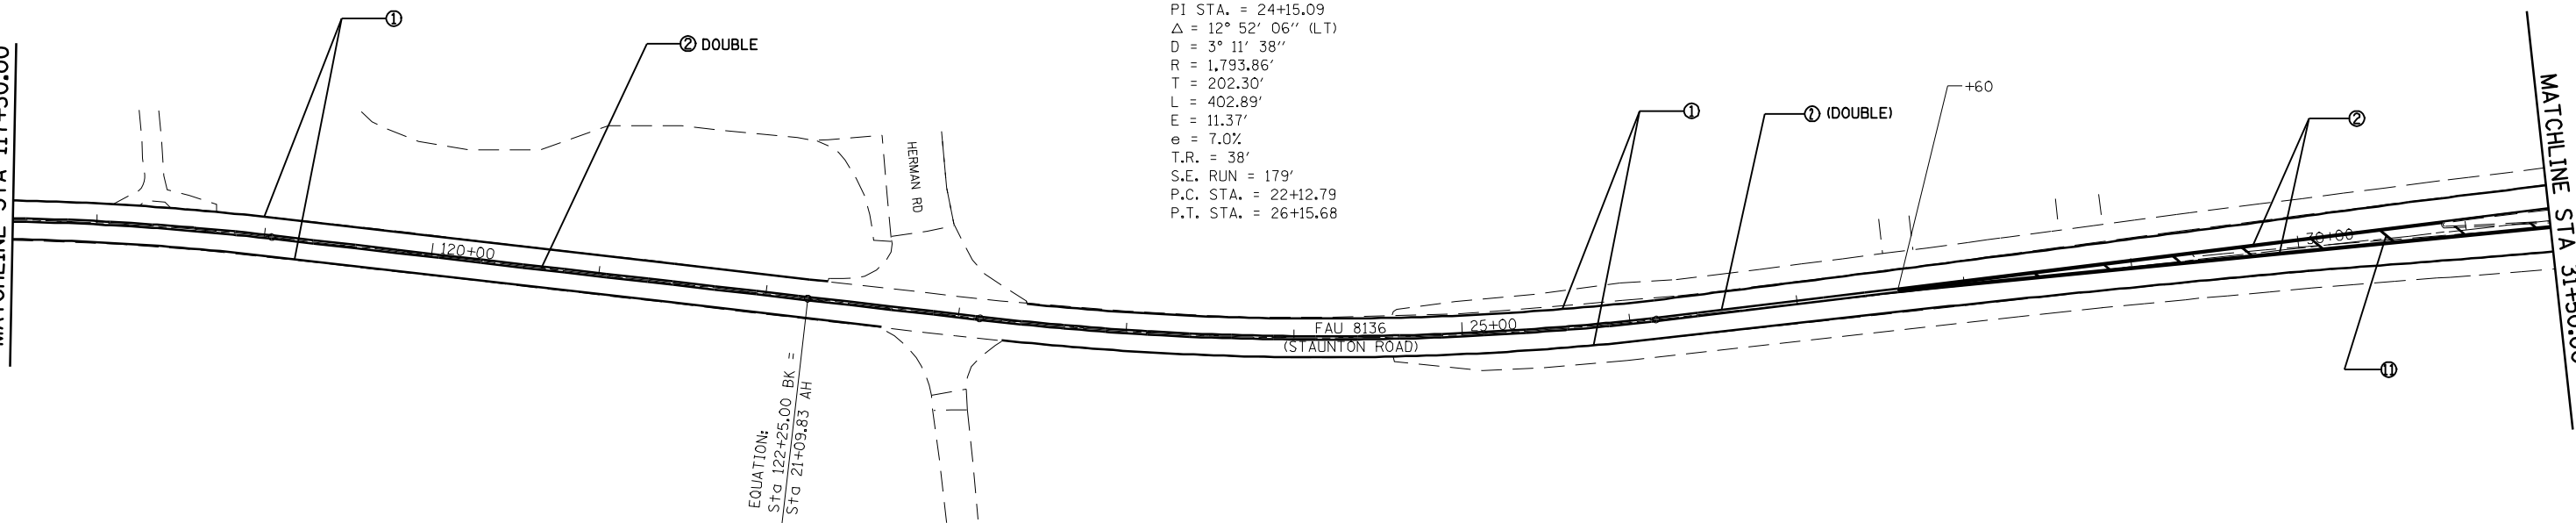 PI STA. = 24+15.09
Δ = 12° 52' 06'' (LT)
D = 3° 11' 38''
R = 1,793.86'
T = 202.30'
L = 402.89'
E = 11.37'
e = 7.0%
T.R. = 38'
S.E. RUN = 179'
P.C. STA. = 22+12.79
P.T. STA. = 26+15.68
①
② DOUBLE
①
② (DOUBLE)
+60
②
⑪
HERMAN RD
120+00
FAU 8136
(STAUNTON ROAD)
25+00
30+00
EQUATION:
Sta 122+25.00 BK =
Sta 21+09.83 AH
MATCHLINE STA 117+50.00
MATCHLINE STA 31+50.00